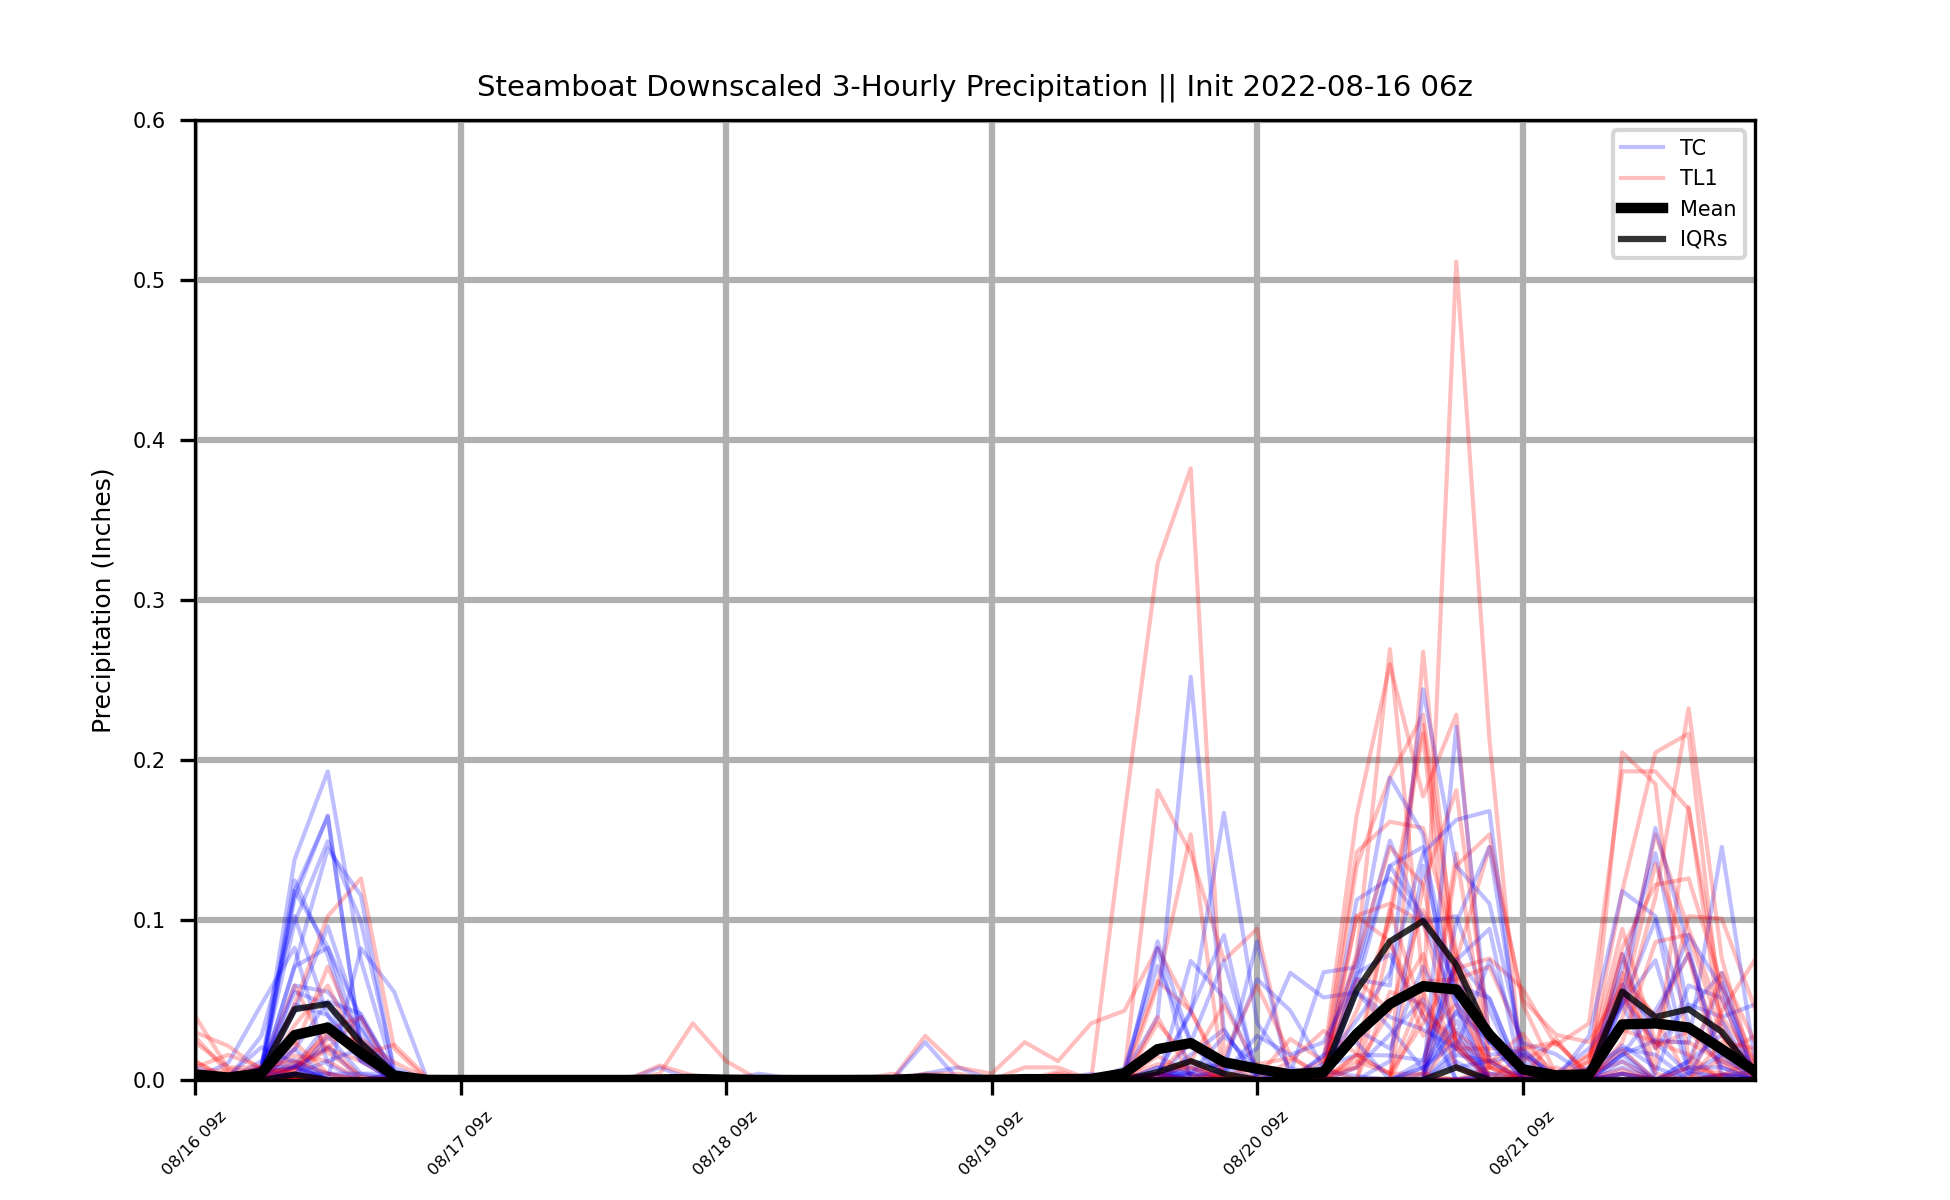 Steamboat Downscaled 3-Hourly Precipitation || Init 2022-08-16 06z
Precipitation (Inches)
0.6
0.5
0.4
0.3
0.2
0.1
0.0
TC
TL1
Mean
IQRs
08/16 09z
08/17 09z
08/18 09z
08/19 09z
08/20 09z
08/21 09z